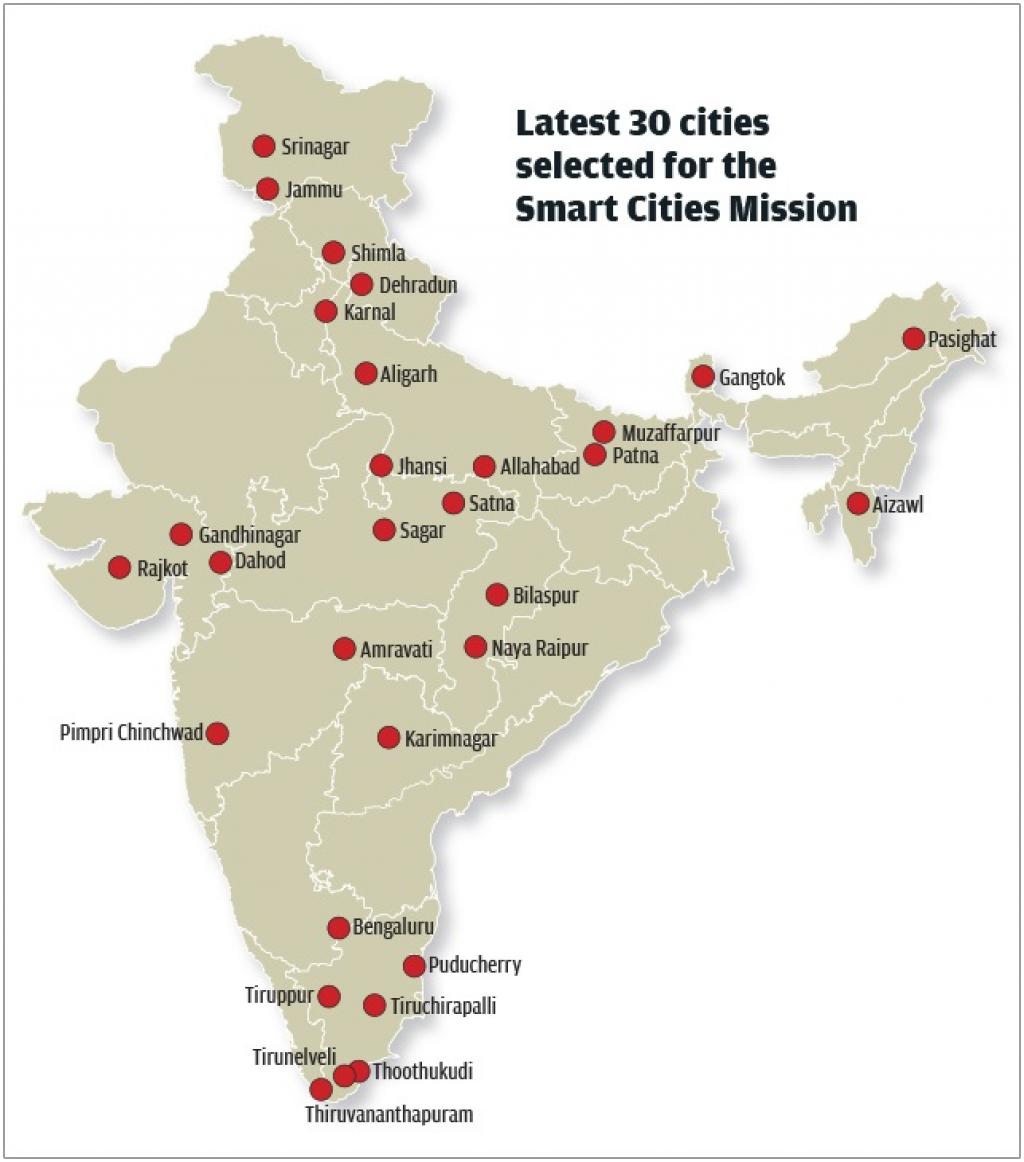 Latest 30 cities
selected for the
Smart Cities Mission
Srinagar
Jammu
Shimla
Dehradun
Karnal
Pasighat
Aligarh
Gangtok
Muzaffarpur
Patna
Jhansi
Allahabad
Satna
Aizawl
Sagar
Gandhinagar
Dahod
Rajkot
Bilaspur
Amravati
Naya Raipur
Pimpri Chinchwad
Karimnagar
Bengaluru
Puducherry
Tiruppur
Tiruchirapalli
Tirunelveli
Thoothukudi
Thiruvananthapuram